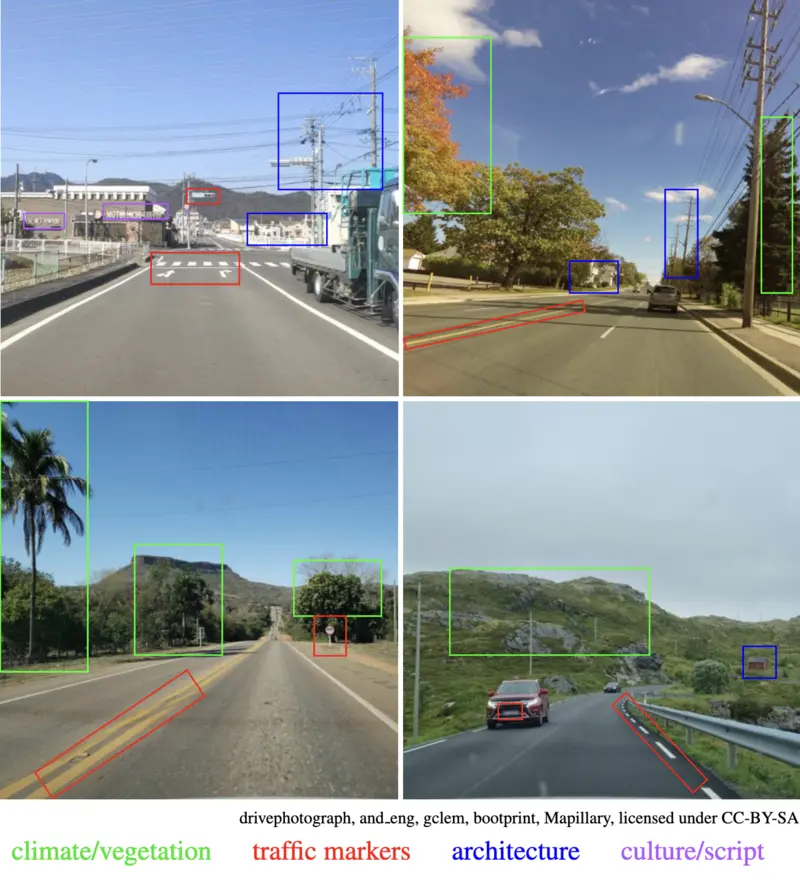 drivephotograph, and_eng, gclem, bootprint, Mapillary, licensed under CC-BY-SA
climate/vegetation traffic markers architecture culture/script